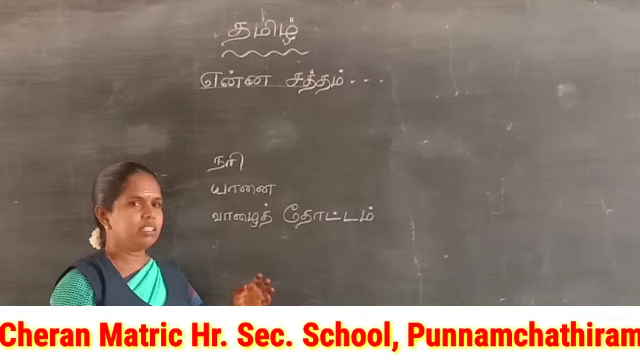 தமிழ்
என்ன சத்தம்...
நரி
யானை
வாழைத் தோட்டம்
Cheran Matric Hr. Sec. School, Punnamchathiram